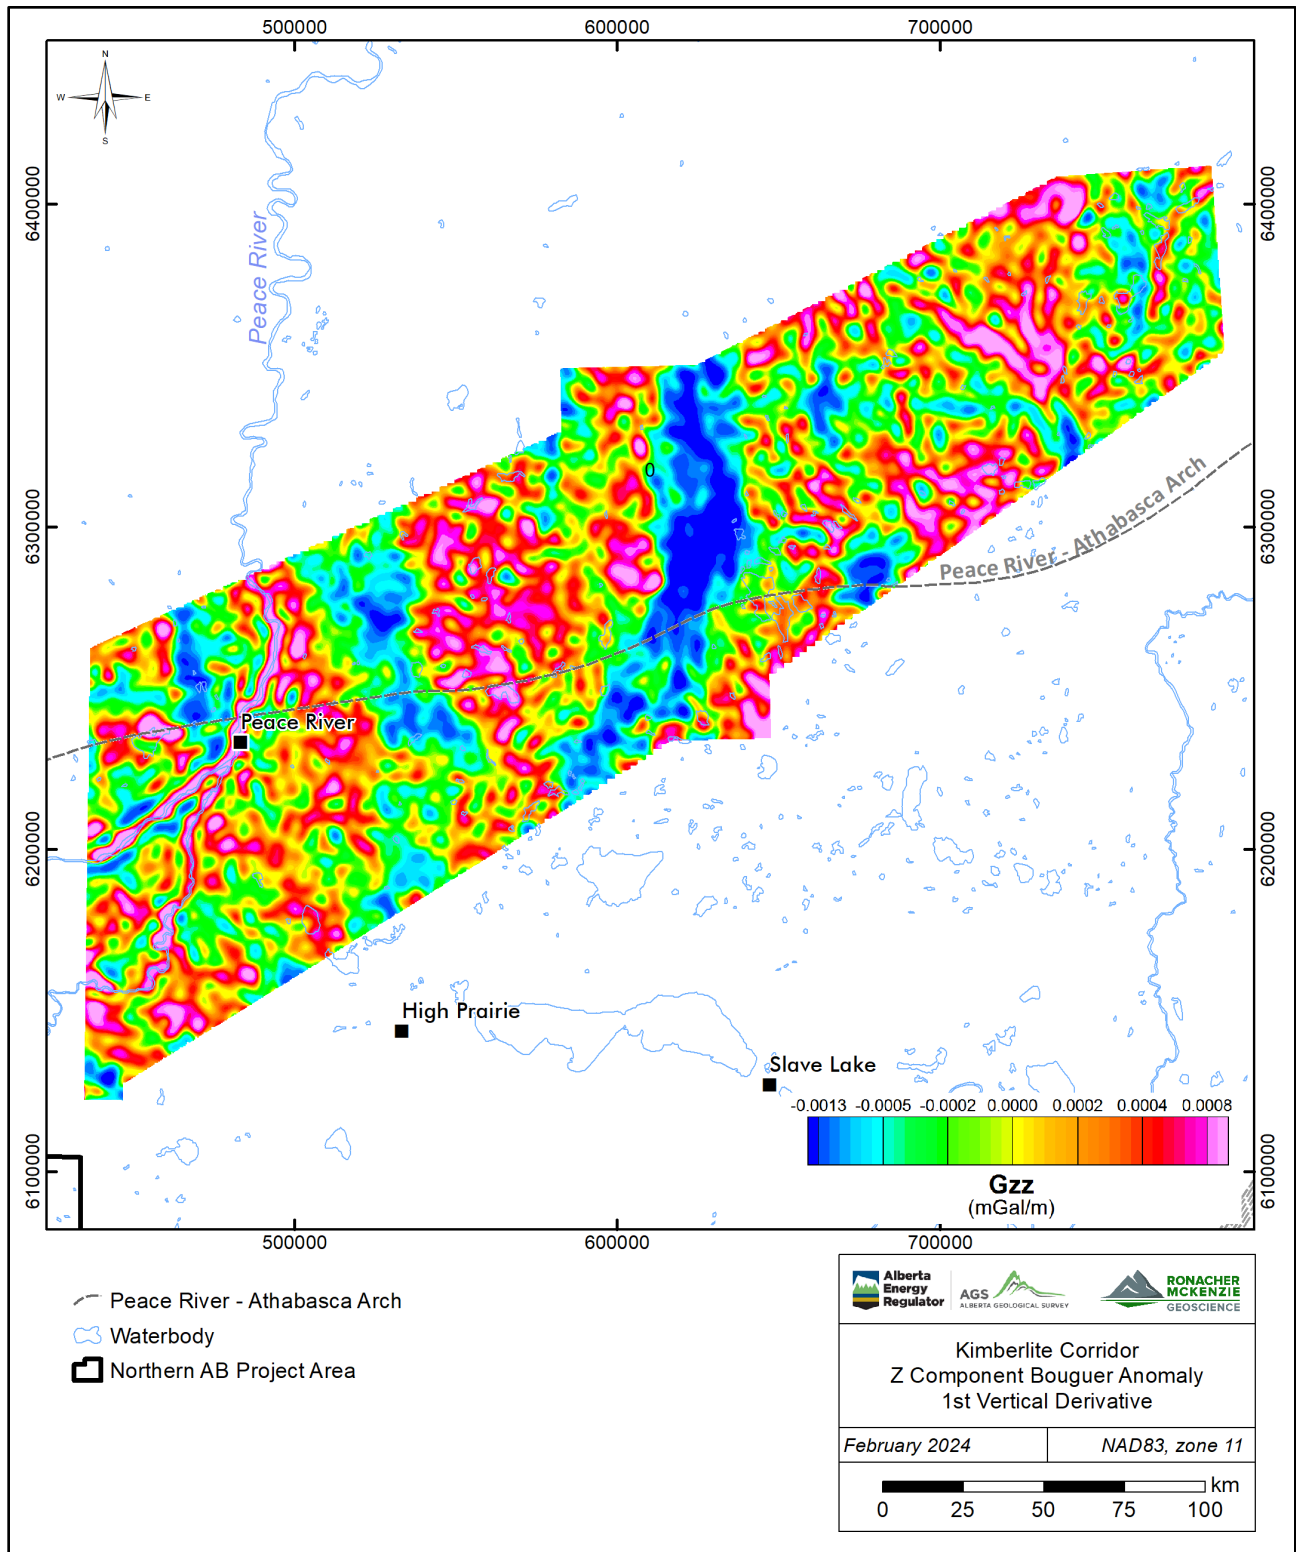 500000 600000 700000
N
W E
S
6400000 6400000
Peace River
6300000 6300000
0
Peace River - Athabasca Arch
Peace River
6200000 6200000
High Prairie
Slave Lake
-0.0013 -0.0005 -0.0002 0.0000 0.0002 0.0004 0.0008
Gzz
(mGal/m)
6100000 6100000
500000 600000 700000
Peace River - Athabasca Arch
Waterbody
Northern AB Project Area
Alberta
Energy
Regulator
AGS
ALBERTA GEOLOGICAL SURVEY
RONACHER
MCKENZIE
GEOSCIENCE
Kimberlite Corridor
Z Component Bouguer Anomaly
1st Vertical Derivative
February 2024 NAD83, zone 11
km
0 25 50 75 100